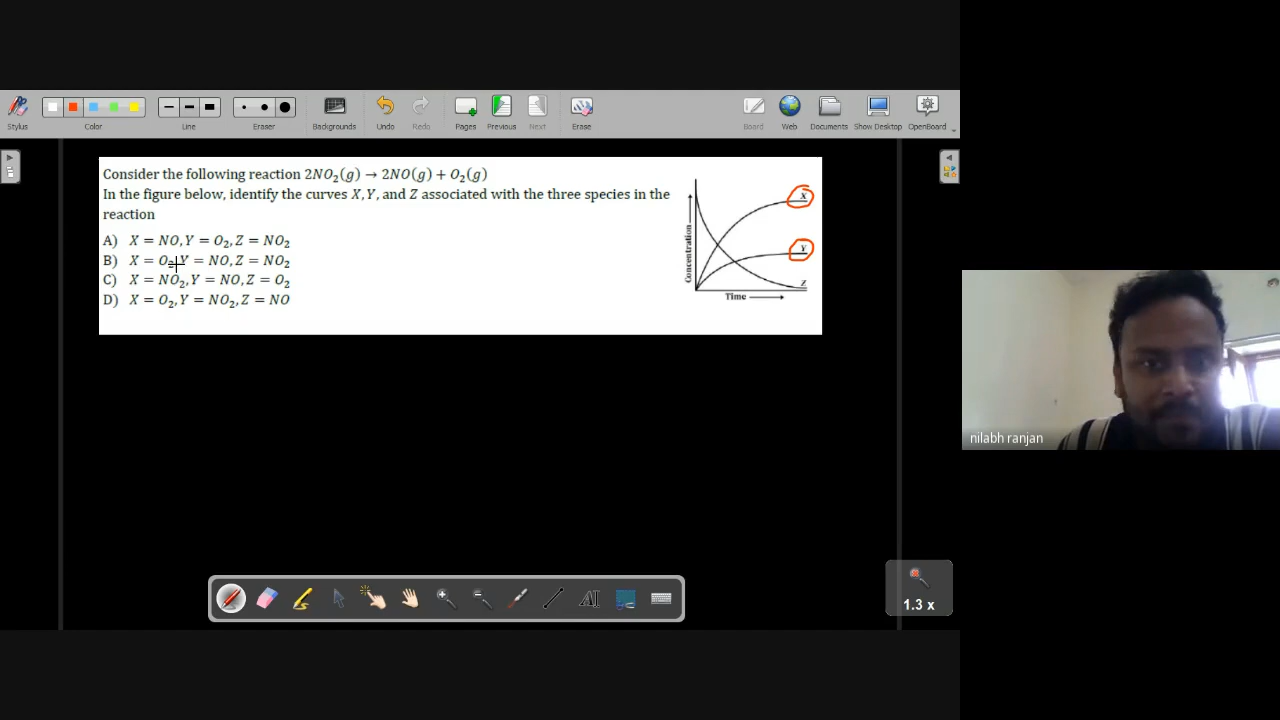 Stylus Color Line Eraser Backgrounds Undo Redo Pages Previous Next Erase Board Web Documents Show Desktop OpenBoard
Consider the following reaction 2NO₂(g) → 2NO(g) + O₂(g)
In the figure below, identify the curves X, Y, and Z associated with the three species in the
reaction
A) X = NO, Y = O₂, Z = NO₂
B) X = O₂, Y = NO, Z = NO₂
C) X = NO₂, Y = NO, Z = O₂
D) X = O₂, Y = NO₂, Z = NO
Concentration
X
Y
Z
Time
nilabh ranjan
AI
1.3 x